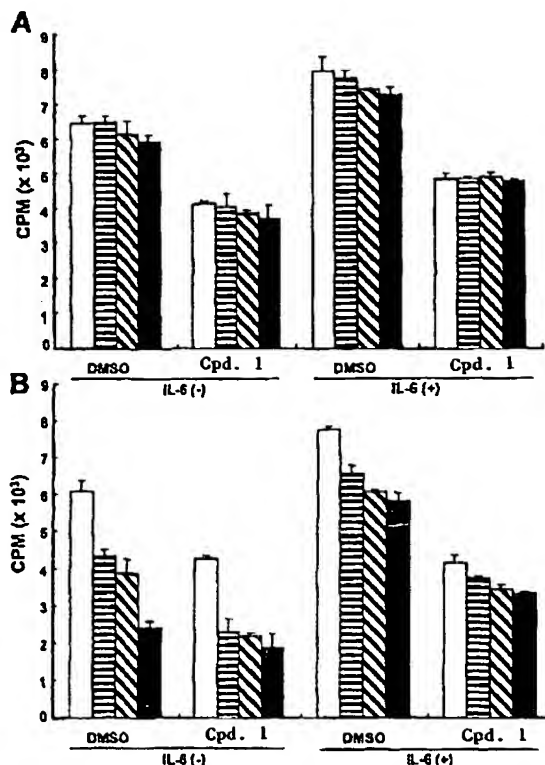 A
CPM (x 10³)
9
8
7
6
5
4
3
2
1
0
DMSO Cpd. 1 DMSO Cpd. 1
IL-6 (-) IL-6 (+)
B
CPM (x 10³)
9
8
7
6
5
4
3
2
1
0
DMSO Cpd. 1 DMSO Cpd. 1
IL-6 (-) IL-6 (+)